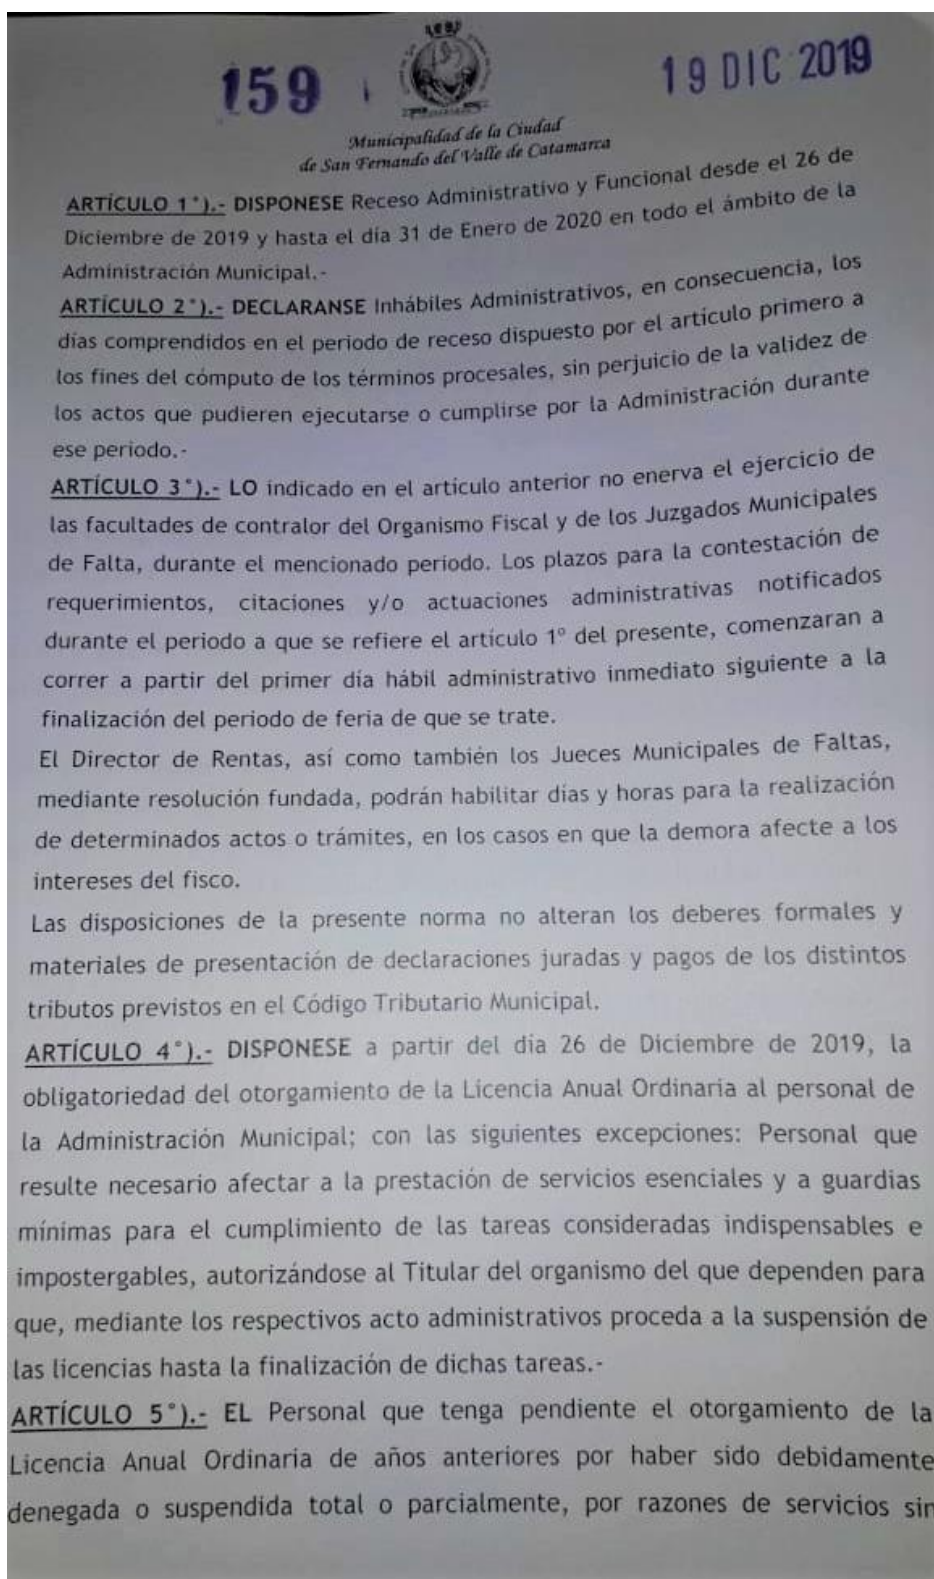 159
19 DIC 2019
Municipalidad de la Ciudad
de San Fernando del Valle de Catamarca
ARTÍCULO 1°).- DISPONESE Receso Administrativo y Funcional desde el 26 de
Diciembre de 2019 y hasta el día 31 de Enero de 2020 en todo el ámbito de la
Administración Municipal.-
ARTÍCULO 2°).- DECLARANSE Inhábiles Administrativos, en consecuencia, los
días comprendidos en el periodo de receso dispuesto por el artículo primero a
los fines del cómputo de los términos procesales, sin perjuicio de la validez de
los actos que pudieren ejecutarse o cumplirse por la Administración durante
ese periodo.-
ARTÍCULO 3°).- LO indicado en el artículo anterior no enerva el ejercicio de
las facultades de contralor del Organismo Fiscal y de los Juzgados Municipales
de Falta, durante el mencionado periodo. Los plazos para la contestación de
requerimientos, citaciones y/o actuaciones administrativas notificados
durante el periodo a que se refiere el artículo 1° del presente, comenzaran a
correr a partir del primer día hábil administrativo inmediato siguiente a la
finalización del periodo de feria de que se trate.
El Director de Rentas, así como también los Jueces Municipales de Faltas,
mediante resolución fundada, podrán habilitar días y horas para la realización
de determinados actos o trámites, en los casos en que la demora afecte a los
intereses del fisco.
Las disposiciones de la presente norma no alteran los deberes formales y
materiales de presentación de declaraciones juradas y pagos de los distintos
tributos previstos en el Código Tributario Municipal.
ARTÍCULO 4°).- DISPONESE a partir del día 26 de Diciembre de 2019, la
obligatoriedad del otorgamiento de la Licencia Anual Ordinaria al personal de
la Administración Municipal; con las siguientes excepciones: Personal que
resulte necesario afectar a la prestación de servicios esenciales y a guardias
mínimas para el cumplimiento de las tareas consideradas indispensables e
impostergables, autorizándose al Titular del organismo del que dependen para
que, mediante los respectivos acto administrativos proceda a la suspensión de
las licencias hasta la finalización de dichas tareas.-
ARTÍCULO 5°).- EL Personal que tenga pendiente el otorgamiento de la
Licencia Anual Ordinaria de años anteriores por haber sido debidamente
denegada o suspendida total o parcialmente, por razones de servicios sin